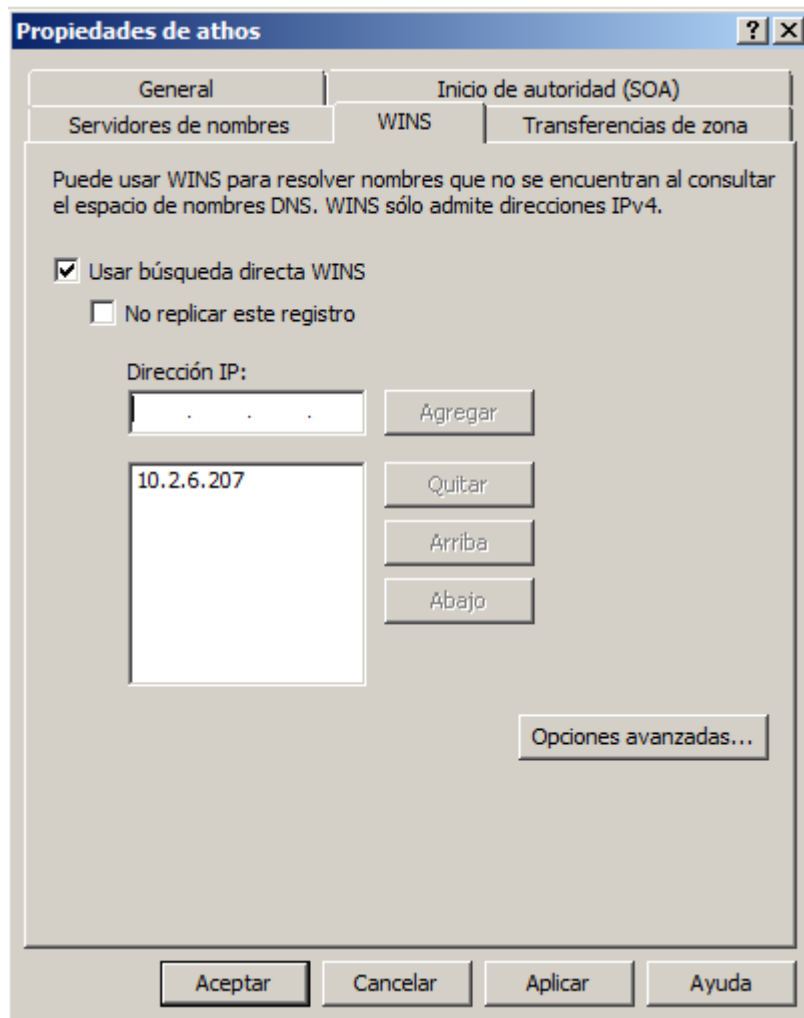 Propiedades de athos
General
Inicio de autoridad (SOA)
Servidores de nombres
WINS
Transferencias de zona
Puede usar WINS para resolver nombres que no se encuentran al consultar
el espacio de nombres DNS. WINS sólo admite direcciones IPv4.
Usar búsqueda directa WINS
No replicar este registro
Dirección IP:
. . .
Agregar
10.2.6.207
Quitar
Arriba
Abajo
Opciones avanzadas...
Aceptar
Cancelar
Aplicar
Ayuda